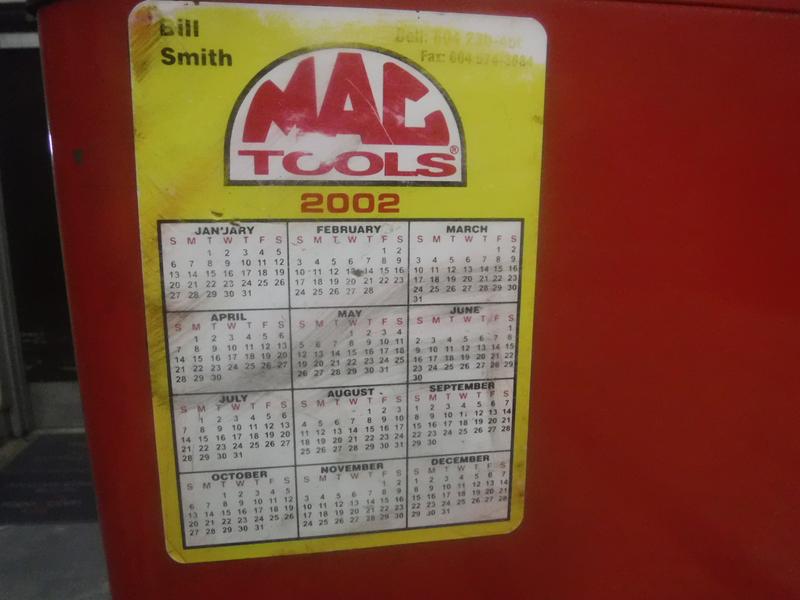 Bill
Smith
Cell: 604
Fax: 604 574-3684
MAC
TOOLS®
2002
JANUARY
S M T W T F S
1 2 3 4 5
6 7 8 9 10 11 12
13 14 15 16 17 18 19
20 21 22 23 24 25 26
27 28 29 30 31
FEBRUARY
S M T W T F S
1 2
3 4 5 6 7 8 9
10 11 12 13 14 15 16
17 18 19 20 21 22 23
24 25 26 27 28
MARCH
S M T W T F S
1 2
3 4 5 6 7 8 9
10 11 12 13 14 15 16
17 18 19 20 21 22 23
24 25 26 27 28 29 30
31
APRIL
S M T W T F S
1 2 3 4 5 6
7 8 9 10 11 12 13
14 15 16 17 18 19 20
21 22 23 24 25 26 27
28 29 30
MAY
S M T W T F S
1 2 3 4
5 6 7 8 9 10 11
12 13 14 15 16 17 18
19 20 21 22 23 24 25
26 27 28 29 30 31
JUNE
S M T W T F S
1
2 3 4 5 6 7 8
9 10 11 12 13 14 15
16 17 18 19 20 21 22
23 24 25 26 27 28 29
30
JULY
S M T W T F S
1 2 3 4 5 6
7 8 9 10 11 12 13
14 15 16 17 18 19 20
21 22 23 24 25 26 27
28 29 30 31
AUGUST
S M T W T F S
1 2 3
4 5 6 7 8 9 10
11 12 13 14 15 16 17
18 19 20 21 22 23 24
25 26 27 28 29 30 31
SEPTEMBER
S M T W T F S
1 2 3 4 5 6 7
8 9 10 11 12 13 14
15 16 17 18 19 20 21
22 23 24 25 26 27 28
29 30
OCTOBER
S M T W T F S
1 2 3 4 5
6 7 8 9 10 11 12
13 14 15 16 17 18 19
20 21 22 23 24 25 26
27 28 29 30 31
NOVEMBER
S M T W T F S
1 2
3 4 5 6 7 8 9
10 11 12 13 14 15 16
17 18 19 20 21 22 23
24 25 26 27 28 29 30
DECEMBER
S M T W T F S
1 2 3 4 5 6 7
8 9 10 11 12 13 14
15 16 17 18 19 20 21
22 23 24 25 26 27 28
29 30 31